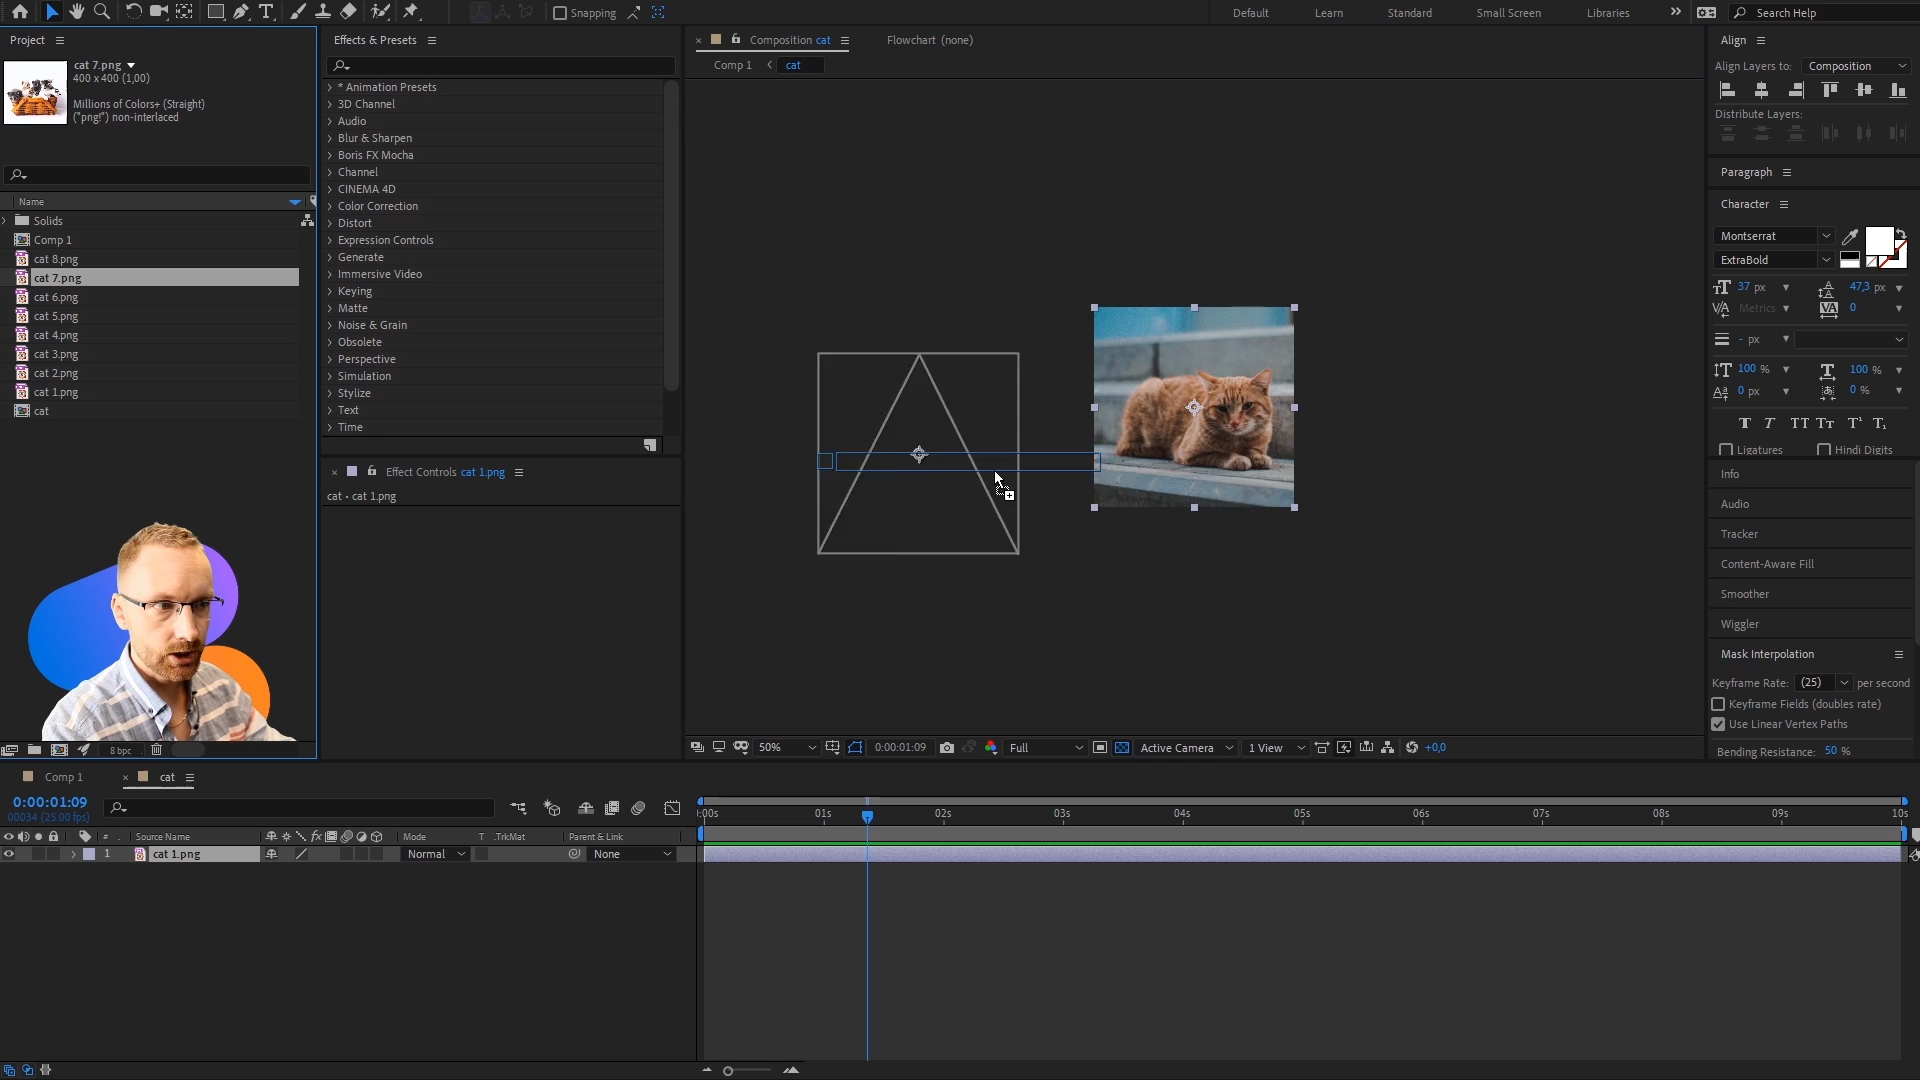 Snapping
Default
Learn
Standard
Small Screen
Libraries
Search Help
Project
cat 7.png
400 x 400 (1,00)
Millions of Colors+ (Straight)
("png!") non-interlaced
Name
Solids
Comp 1
cat 8.png
cat 7.png
cat 6.png
cat 5.png
cat 4.png
cat 3.png
cat 2.png
cat 1.png
cat
8 bpc
Effects & Presets
* Animation Presets
3D Channel
Audio
Blur & Sharpen
Boris FX Mocha
Channel
CINEMA 4D
Color Correction
Distort
Expression Controls
Generate
Immersive Video
Keying
Matte
Noise & Grain
Obsolete
Perspective
Simulation
Stylize
Text
Time
Effect Controls cat 1.png
cat • cat 1.png
Composition cat
Flowchart (none)
Comp 1
cat
50%
0:00:01:09
Full
Active Camera
1 View
+0,0
Align
Align Layers to: Composition
Distribute Layers:
Paragraph
Character
Montserrat
ExtraBold
37 px
47,3 px
Metrics
0
- px
100 %
100 %
0 px
0 %
Ligatures
Hindi Digits
Info
Audio
Tracker
Content-Aware Fill
Smoother
Wiggler
Mask Interpolation
Keyframe Rate: (25) per second
Keyframe Fields (doubles rate)
Use Linear Vertex Paths
Bending Resistance: 50 %
Comp 1
cat
0:00:01:09
00034 (25.00 fps)
# Source Name Mode T .TrkMat Parent & Link
1 cat 1.png Normal None
:00s 01s 02s 03s 04s 05s 06s 07s 08s 09s 10s